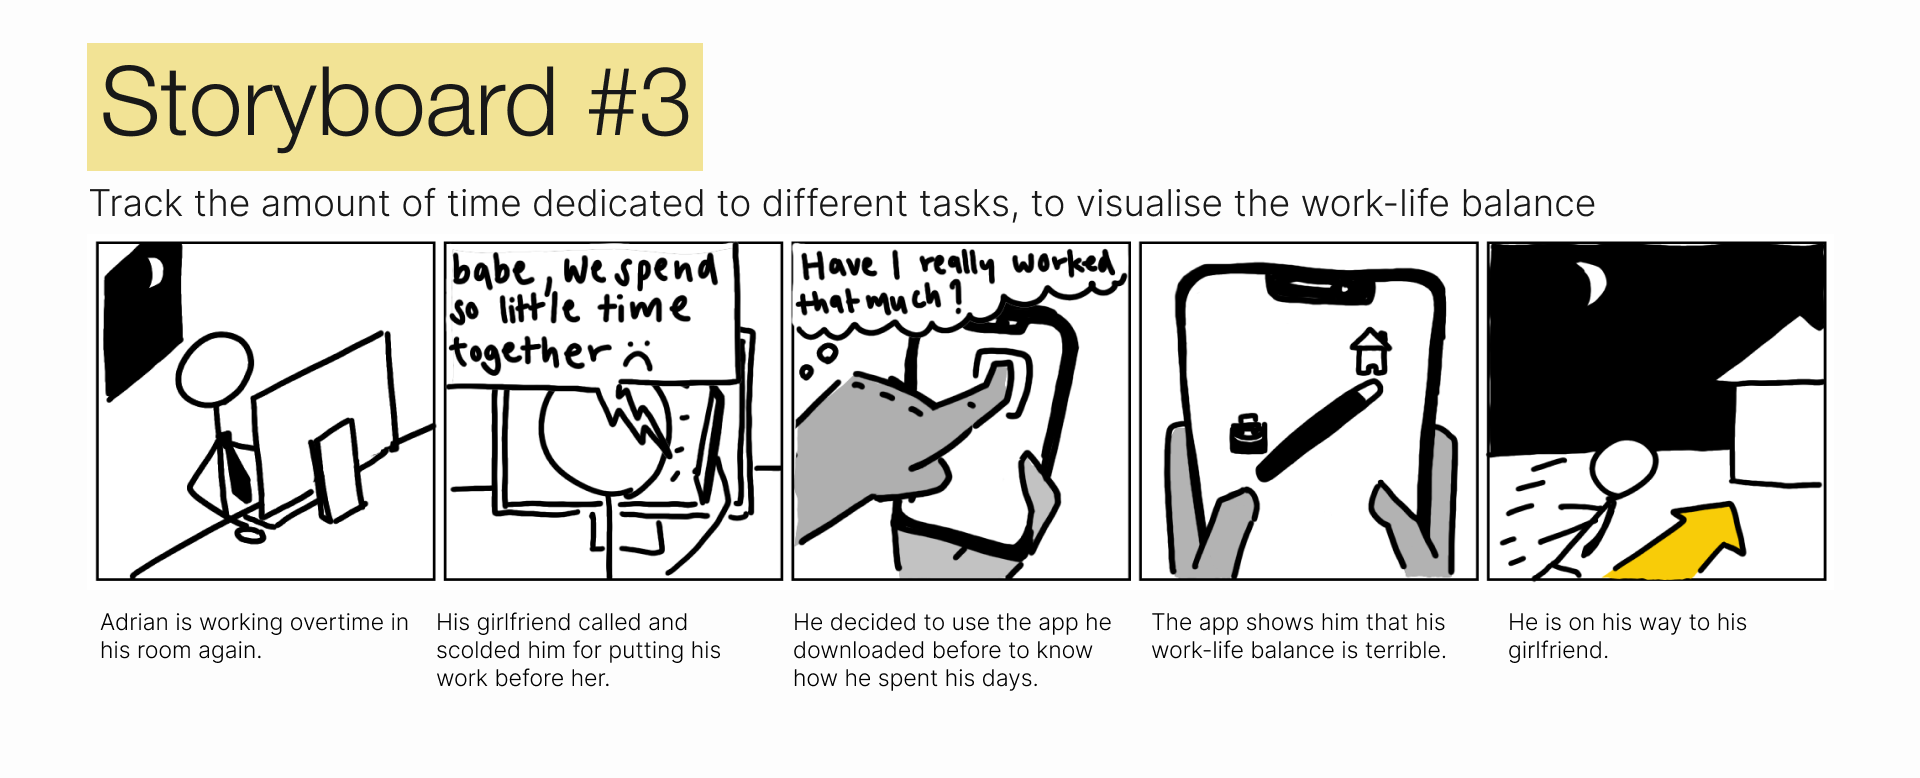 Storyboard #3
Track the amount of time dedicated to different tasks, to visualise the work-life balance
babe, we spend
so little time
together :(
Have I really worked
that much?
Adrian is working overtime in
his room again.
His girlfriend called and
scolded him for putting his
work before her.
He decided to use the app he
downloaded before to know
how he spent his days.
The app shows him that his
work-life balance is terrible.
He is on his way to his
girlfriend.